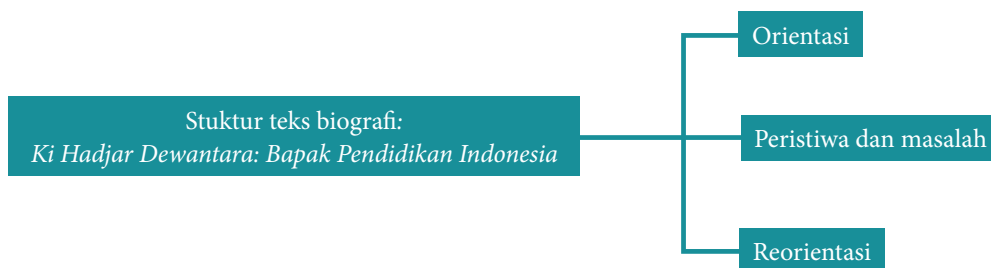 Stuktur teks biografi:
Ki Hadjar Dewantara: Bapak Pendidikan Indonesia
Orientasi
Peristiwa dan masalah
Reorientasi